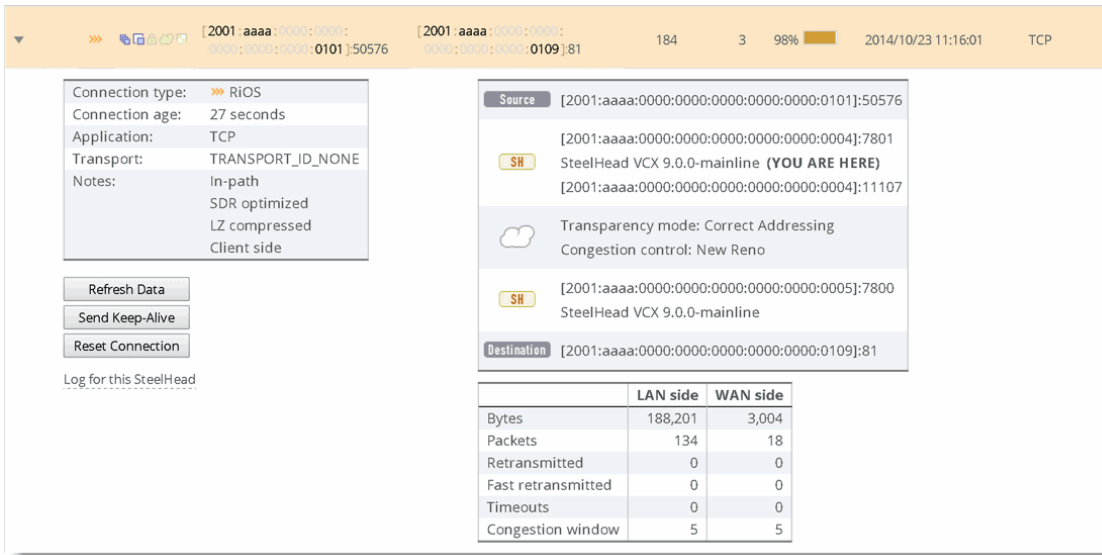 [2001:aaaa:0000:0000: [2001:aaaa:0000:0000:
0000:0000:0000:0101]:50576 0000:0000:0000:0109]:81 184 3 98% 2014/10/23 11:16:01 TCP
Connection type: RiOS
Connection age: 27 seconds
Application: TCP
Transport: TRANSPORT_ID_NONE
Notes: In-path
SDR optimized
LZ compressed
Client side
Refresh Data
Send Keep-Alive
Reset Connection
Log for this SteelHead
Source [2001:aaaa:0000:0000:0000:0000:0000:0101]:50576
[2001:aaaa:0000:0000:0000:0000:0000:0004]:7801
SH SteelHead VCX 9.0.0-mainline (YOU ARE HERE)
[2001:aaaa:0000:0000:0000:0000:0000:0004]:11107
Transparency mode: Correct Addressing
Congestion control: New Reno
[2001:aaaa:0000:0000:0000:0000:0000:0005]:7800
SH SteelHead VCX 9.0.0-mainline
Destination [2001:aaaa:0000:0000:0000:0000:0000:0109]:81
LAN side WAN side
Bytes 188,201 3,004
Packets 134 18
Retransmitted 0 0
Fast retransmitted 0 0
Timeouts 0 0
Congestion window 5 5